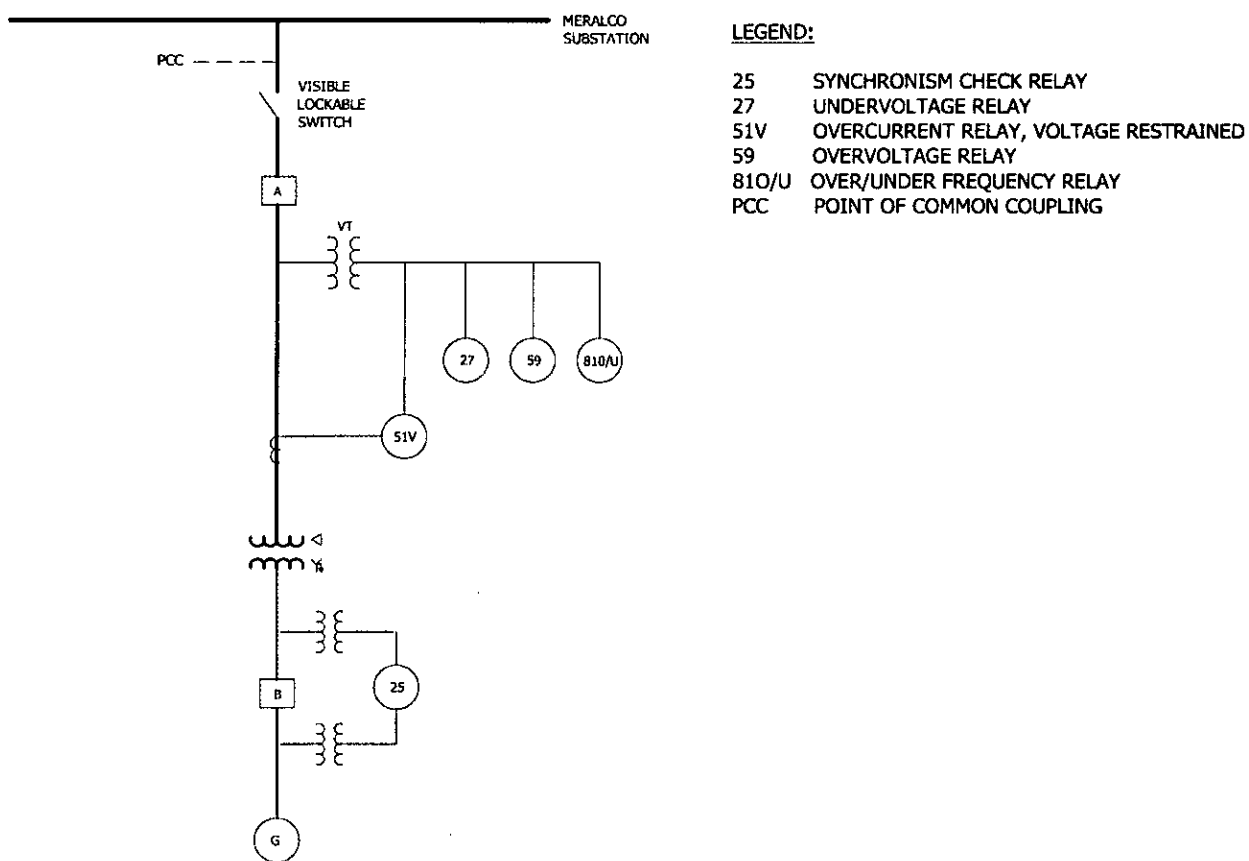 MERALCO
SUBSTATION
PCC
VISIBLE
LOCKABLE
SWITCH
A
VT
27
59
810/U
51V
B
25
G
LEGEND:
25 SYNCHRONISM CHECK RELAY
27 UNDERVOLTAGE RELAY
51V OVERCURRENT RELAY, VOLTAGE RESTRAINED
59 OVERVOLTAGE RELAY
81O/U OVER/UNDER FREQUENCY RELAY
PCC POINT OF COMMON COUPLING